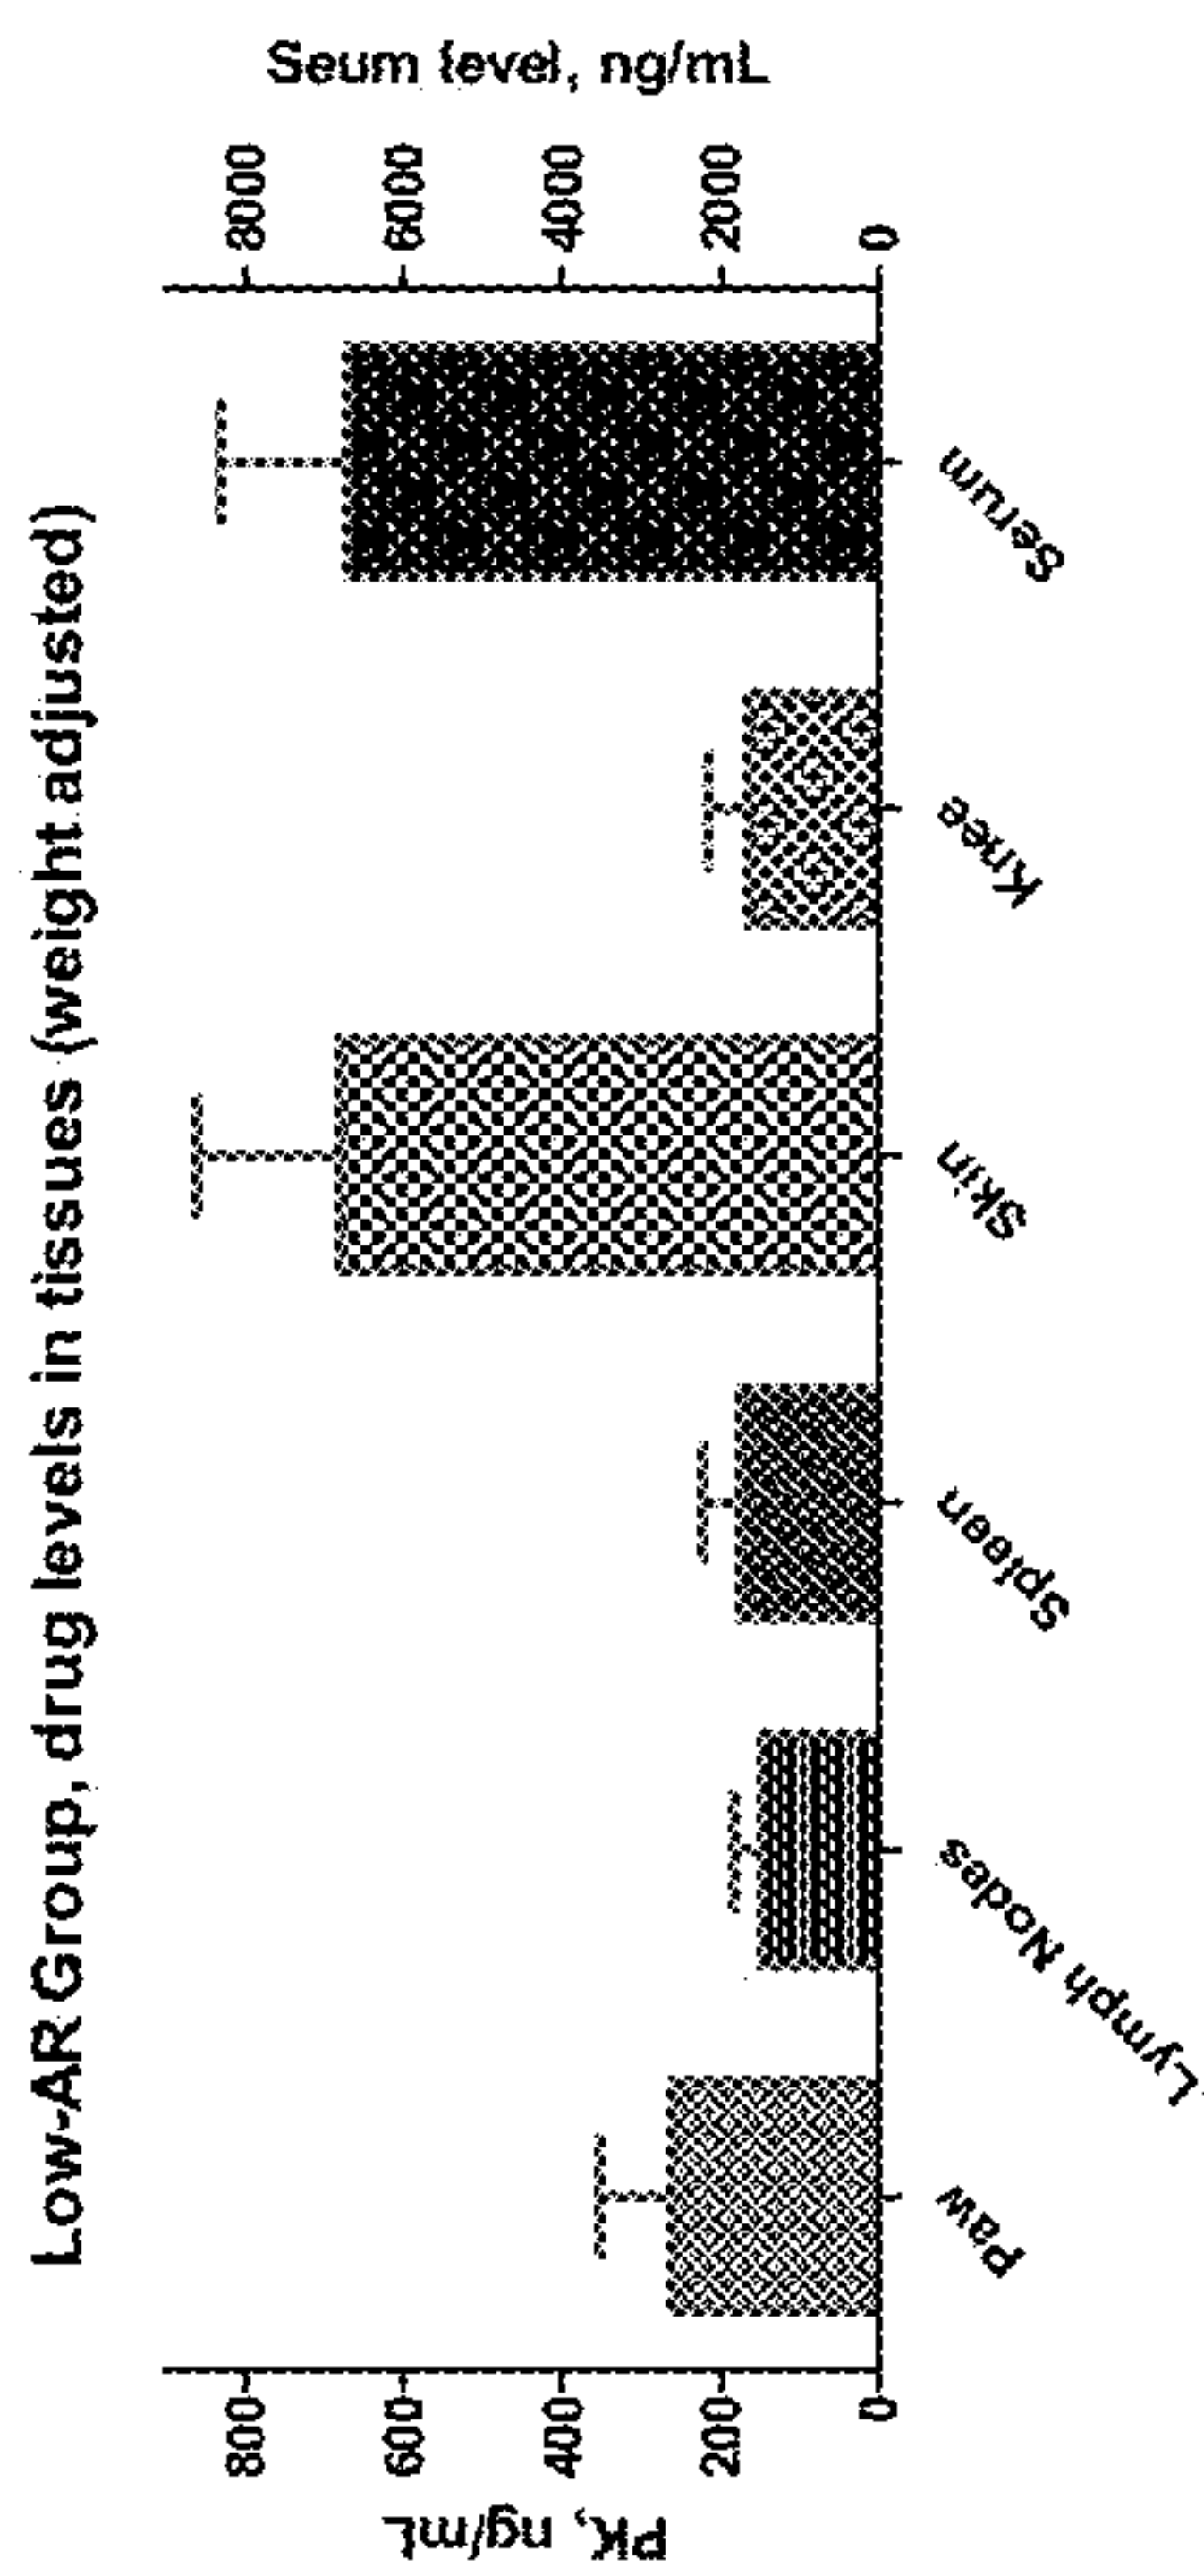 Low-AR Group, drug levels in tissues (weight adjusted)
PK, ng/mL
800
600
400
200
0
Seum level, ng/mL
8000
6000
4000
2000
0
Paw
Lymph Nodes
Spleen
Skin
Knee
Serum